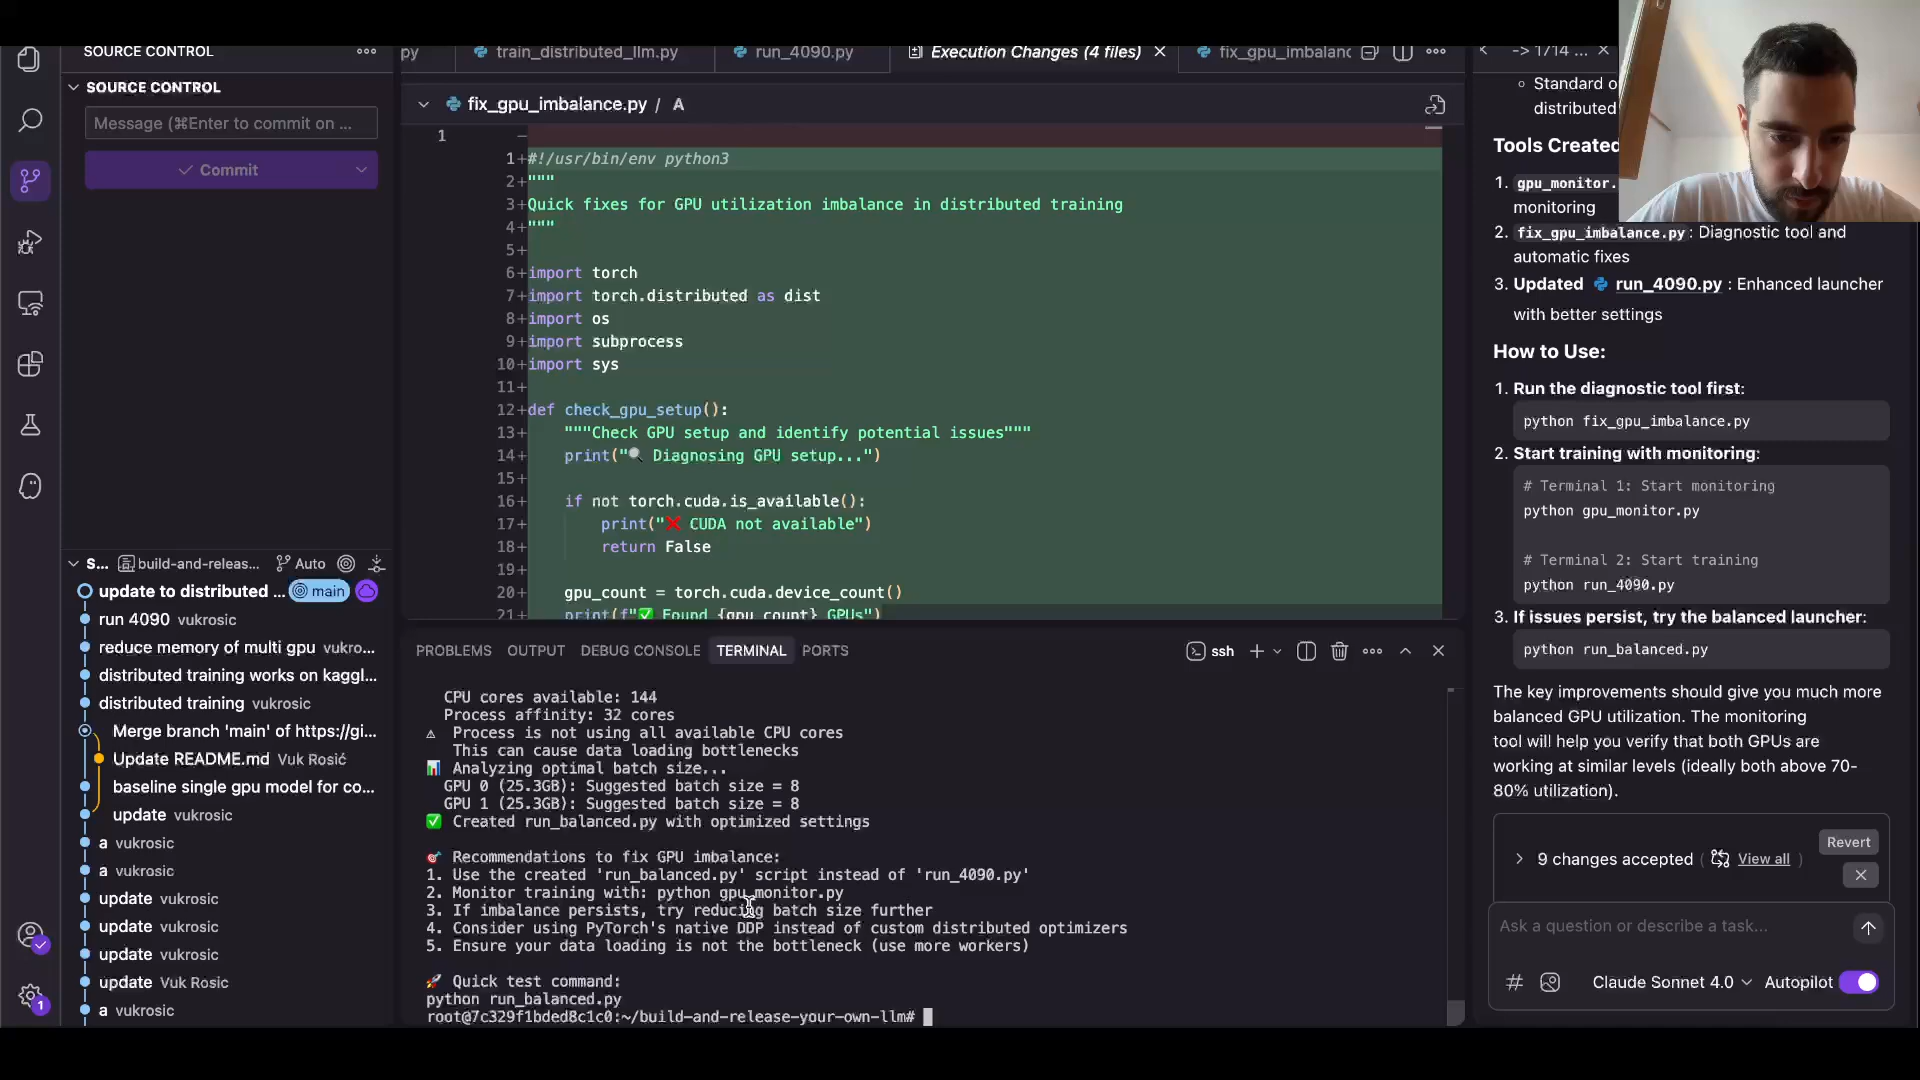 SOURCE CONTROL
SOURCE CONTROL
Message (⌘Enter to commit on ...
Commit
S... build-and-releas... Auto
update to distributed ... main
run 4090 vukrosic
reduce memory of multi gpu vukro...
distributed training works on kaggl...
distributed training vukrosic
Merge branch 'main' of https://gi...
Update README.md Vuk Rosić
baseline single gpu model for co...
update vukrosic
a vukrosic
a vukrosic
update vukrosic
update vukrosic
update vukrosic
update Vuk Rosic
a vukrosic
1
py train_distributed_llm.py run_4090.py Execution Changes (4 files) fix_gpu_imbalanc
fix_gpu_imbalance.py / A
1 −
1+#!/usr/bin/env python3
2+"""
3+Quick fixes for GPU utilization imbalance in distributed training
4+"""
5+
6+import torch
7+import torch.distributed as dist
8+import os
9+import subprocess
10+import sys
11+
12+def check_gpu_setup():
13+ """Check GPU setup and identify potential issues"""
14+ print("🔍 Diagnosing GPU setup...")
15+
16+ if not torch.cuda.is_available():
17+ print("❌ CUDA not available")
18+ return False
19+
20+ gpu_count = torch.cuda.device_count()
21+ print(f"✅ Found {gpu_count} GPUs")
PROBLEMS OUTPUT DEBUG CONSOLE TERMINAL PORTS ssh
CPU cores available: 144
Process affinity: 32 cores
⚠ Process is not using all available CPU cores
This can cause data loading bottlenecks
📊 Analyzing optimal batch size...
GPU 0 (25.3GB): Suggested batch size = 8
GPU 1 (25.3GB): Suggested batch size = 8
✅ Created run_balanced.py with optimized settings
🎯 Recommendations to fix GPU imbalance:
1. Use the created 'run_balanced.py' script instead of 'run_4090.py'
2. Monitor training with: python gpu_monitor.py
3. If imbalance persists, try reducing batch size further
4. Consider using PyTorch's native DDP instead of custom distributed optimizers
5. Ensure your data loading is not the bottleneck (use more workers)
🚀 Quick test command:
python run_balanced.py
root@7c329f1bded8c1c0:~/build-and-release-your-own-llm#
-> 1714 ...
Standard o
distributed
Tools Created
1. gpu_monitor.
monitoring
2. fix_gpu_imbalance.py: Diagnostic tool and
automatic fixes
3. Updated run_4090.py : Enhanced launcher
with better settings
How to Use:
1. Run the diagnostic tool first:
python fix_gpu_imbalance.py
2. Start training with monitoring:
# Terminal 1: Start monitoring
python gpu_monitor.py
# Terminal 2: Start training
python run_4090.py
3. If issues persist, try the balanced launcher:
python run_balanced.py
The key improvements should give you much more
balanced GPU utilization. The monitoring
tool will help you verify that both GPUs are
working at similar levels (ideally both above 70-
80% utilization).
9 changes accepted ( View all )
Revert
Ask a question or describe a task...
# Claude Sonnet 4.0 Autopilot